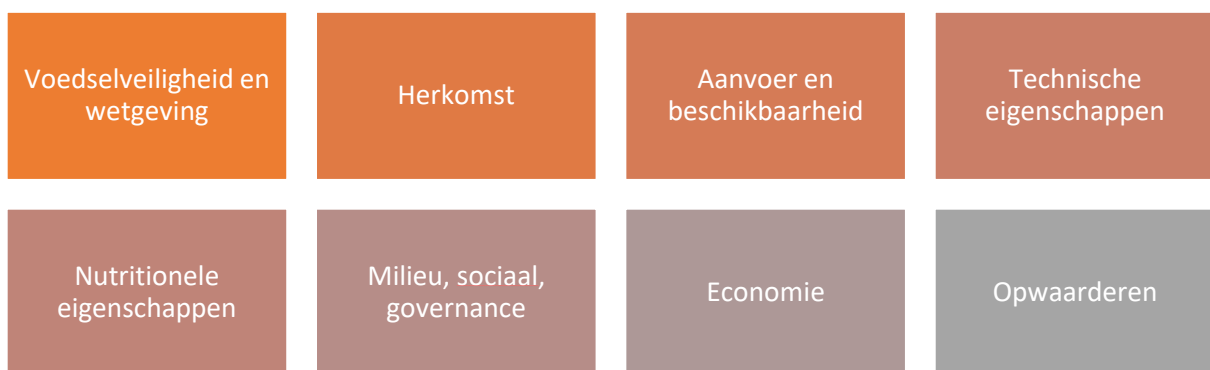 Voedselveiligheid en
wetgeving
Herkomst
Aanvoer en
beschikbaarheid
Technische
eigenschappen
Nutritionele
eigenschappen
Milieu, sociaal,
governance
Economie
Opwaarderen